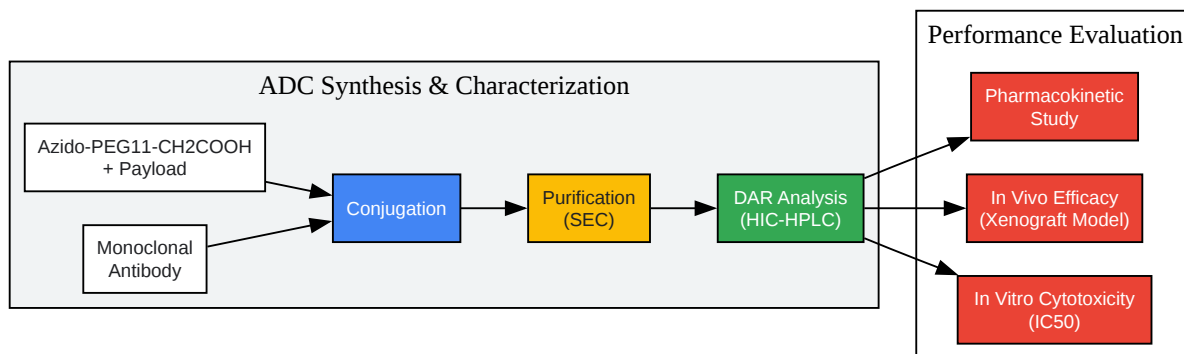 Performance Evaluation
ADC Synthesis & Characterization
Azido-PEG11-CH2COOH
+ Payload
Monoclonal
Antibody
Conjugation
Purification
(SEC)
DAR Analysis
(HIC-HPLC)
Pharmacokinetic
Study
In Vivo Efficacy
(Xenograft Model)
In Vitro Cytotoxicity
(IC50)